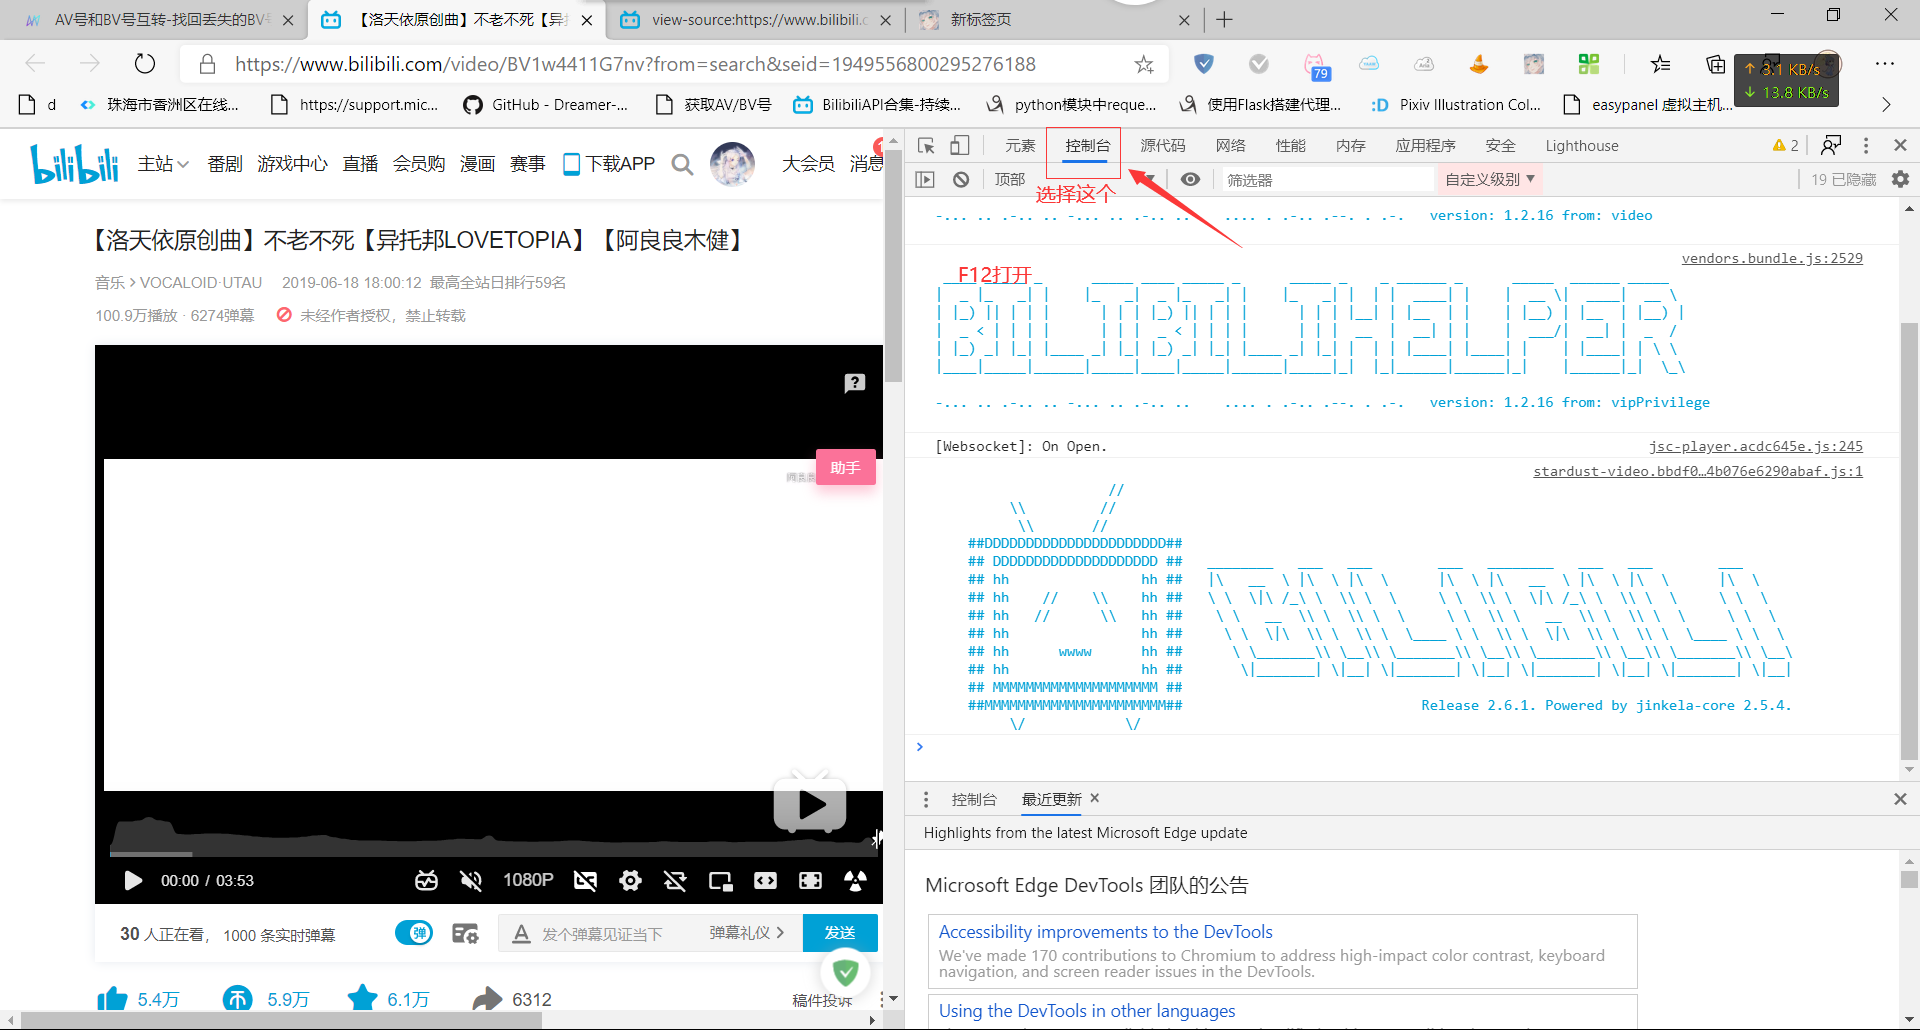 AV号和BV号互转-找回丢失的BV号
【洛天依原创曲】不老不死【异
view-source:https://www.bilibili.c
新标签页
https://www.bilibili.com/video/BV1w4411G7nv?from=search&seid=1949556800295276188
79
↑ 3.1 KB/s
↓ 13.8 KB/s
d
珠海市香洲区在线...
https://support.mic...
GitHub - Dreamer-...
获取AV/BV号
BilibiliAPI合集-持续...
python模块中reque...
使用Flask搭建代理...
Pixiv Illustration Col...
easypanel 虚拟主机...
bilibili
主站
番剧
游戏中心
直播
会员购
漫画
赛事
下载APP
大会员
消息
【洛天依原创曲】不老不死【异托邦LOVETOPIA】【阿良良木健】
音乐 > VOCALOID·UTAU 2019-06-18 18:00:12 最高全站日排行59名
100.9万播放 · 6274弹幕 未经作者授权，禁止转载
助手
00:00 / 03:53
1080P
30 人正在看， 1000 条实时弹幕
弹
发个弹幕见证当下
弹幕礼仪 >
发送
5.4万
5.9万
6.1万
6312
稿件投诉
元素
控制台
源代码
网络
性能
内存
应用程序
安全
Lighthouse
2
顶部
筛选器
自定义级别 ▼
19 已隐藏
选择这个
F12打开
-... .. .-.. .. -... .. .-.. .. .... . .-.. .--. . .-. version: 1.2.16 from: video
vendors.bundle.js:2529
BILIBILIHELPER
-... .. .-.. .. -... .. .-.. .. .... . .-.. .--. . .-. version: 1.2.16 from: vipPrivilege
[Websocket]: On Open.
jsc-player.acdc645e.js:245
stardust-video.bbdf0…4b076e6290abaf.js:1
//
\\ //
\\ //
##DDDDDDDDDDDDDDDDDDDDDD##
## DDDDDDDDDDDDDDDDDDDD ##
## hh hh ##
## hh // \\ hh ##
## hh // \\ hh ##
## hh hh ##
## hh wwww hh ##
## hh hh ##
## MMMMMMMMMMMMMMMMMMMM ##
##MMMMMMMMMMMMMMMMMMMMMM##
\/ \/
BILIBILI
Release 2.6.1. Powered by jinkela-core 2.5.4.
控制台
最近更新
Highlights from the latest Microsoft Edge update
Microsoft Edge DevTools 团队的公告
Accessibility improvements to the DevTools
We've made 170 contributions to Chromium to address high-impact color contrast, keyboard
navigation, and screen reader issues in the DevTools.
Using the DevTools in other languages